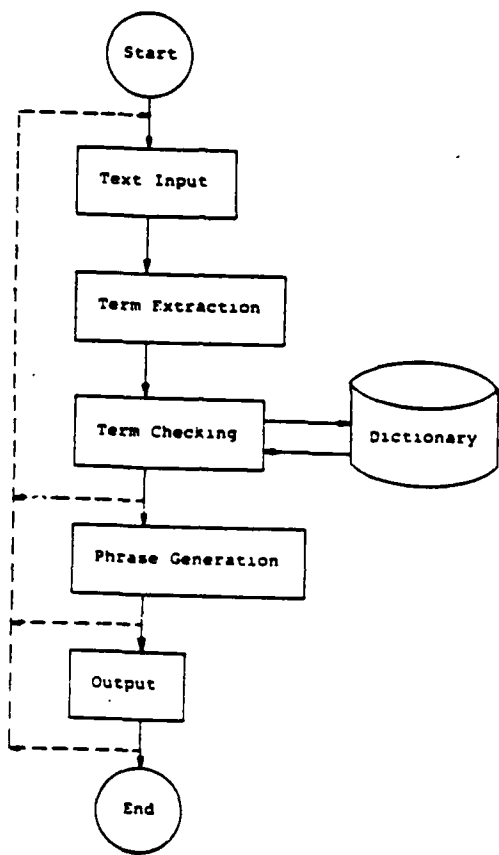 Start
Text Input
Term Extraction
Term Checking
Dictionary
Phrase Generation
Output
End